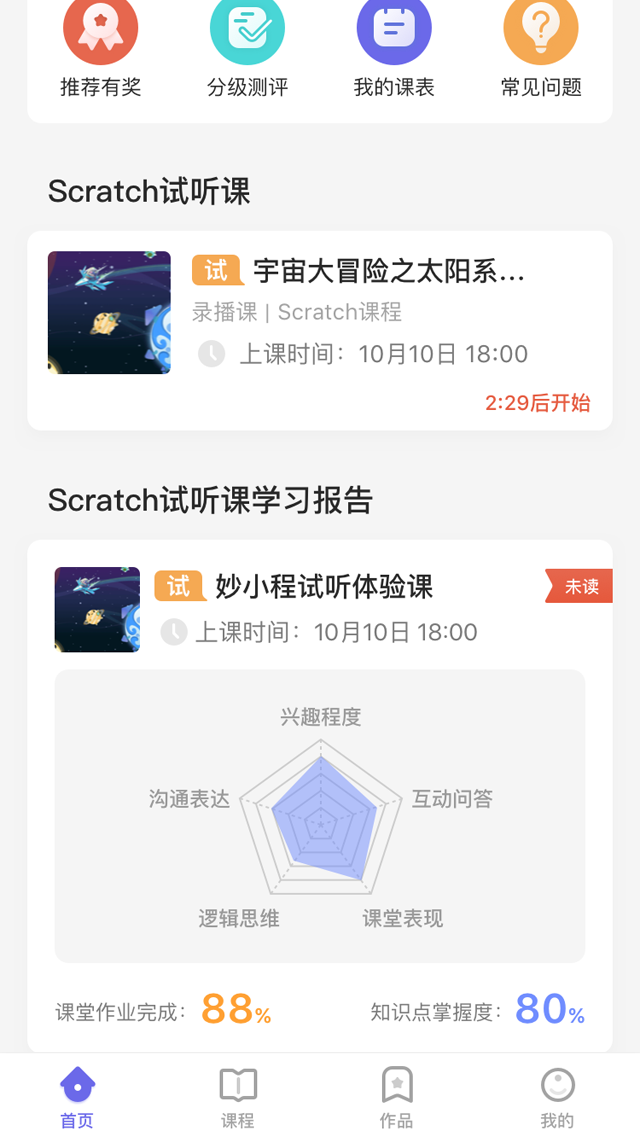 推荐有奖 分级测评 我的课表 常见问题
Scratch试听课
试 宇宙大冒险之太阳系...
录播课 | Scratch课程
上课时间：10月10日 18:00
2:29后开始
Scratch试听课学习报告
试 妙小程试听体验课 未读
上课时间：10月10日 18:00
兴趣程度
沟通表达 互动问答
逻辑思维 课堂表现
课堂作业完成：88% 知识点掌握度：80%
首页 课程 作品 我的